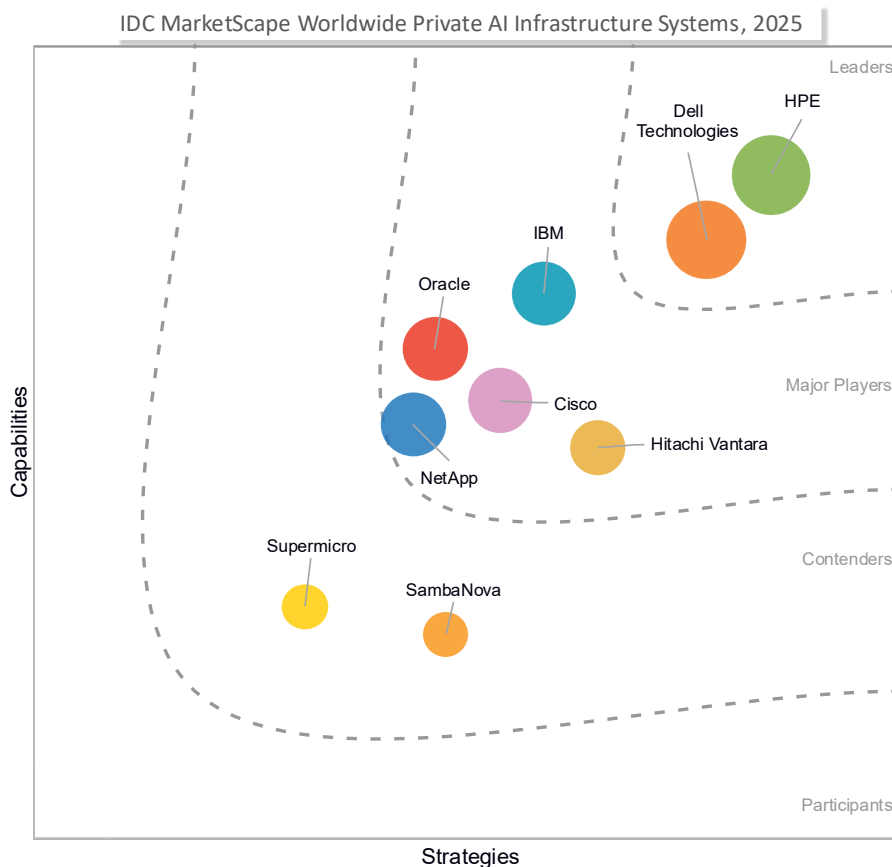 IDC MarketScape Worldwide Private AI Infrastructure Systems, 2025
Leaders
HPE
Dell
Technologies
IBM
Oracle
Major Players
Cisco
Hitachi Vantara
NetApp
Capabilities
Supermicro
Contenders
SambaNova
Participants
Strategies